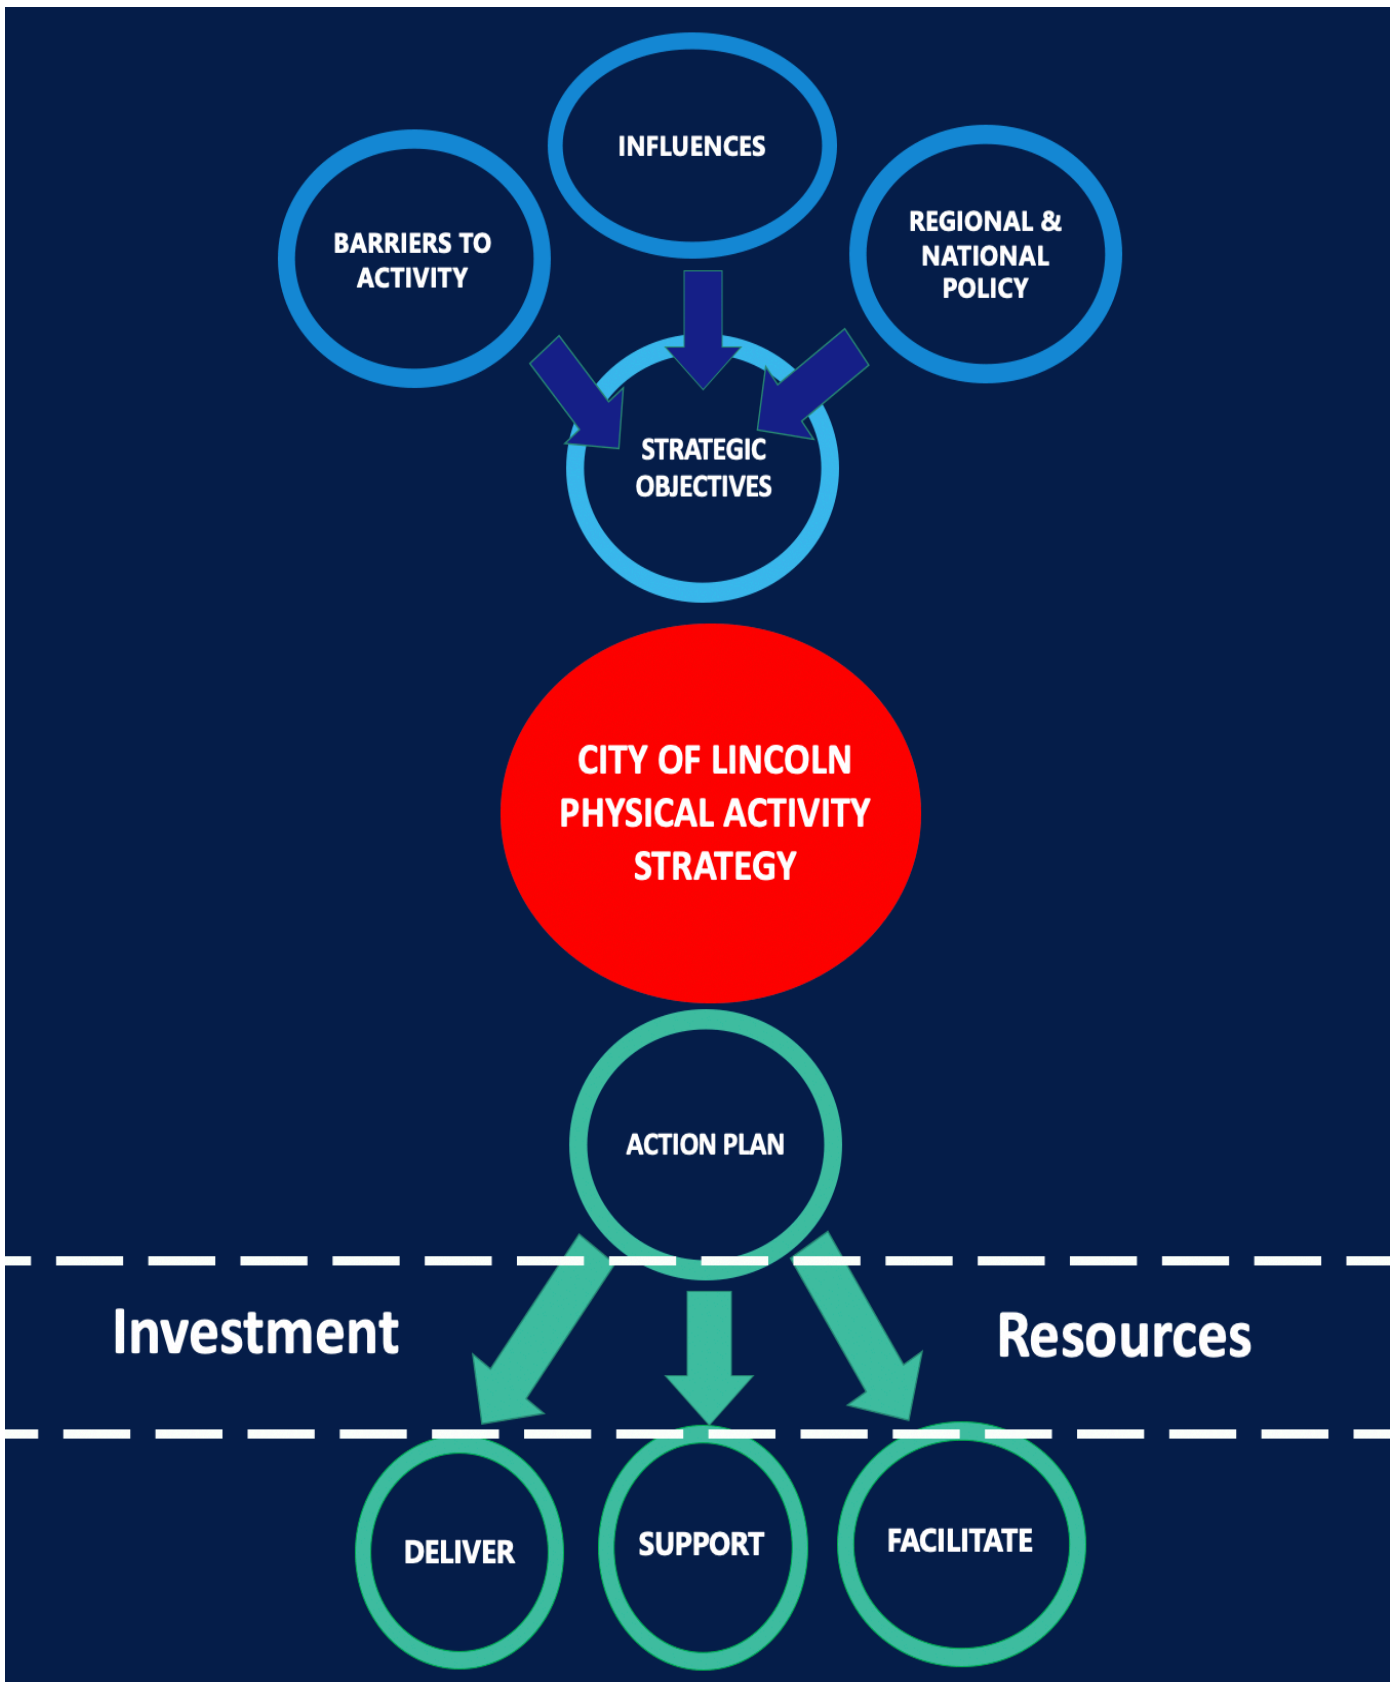 INFLUENCES
BARRIERS TO
ACTIVITY
REGIONAL &
NATIONAL
POLICY
STRATEGIC
OBJECTIVES
CITY OF LINCOLN
PHYSICAL ACTIVITY
STRATEGY
ACTION PLAN
Investment
Resources
DELIVER
SUPPORT
FACILITATE